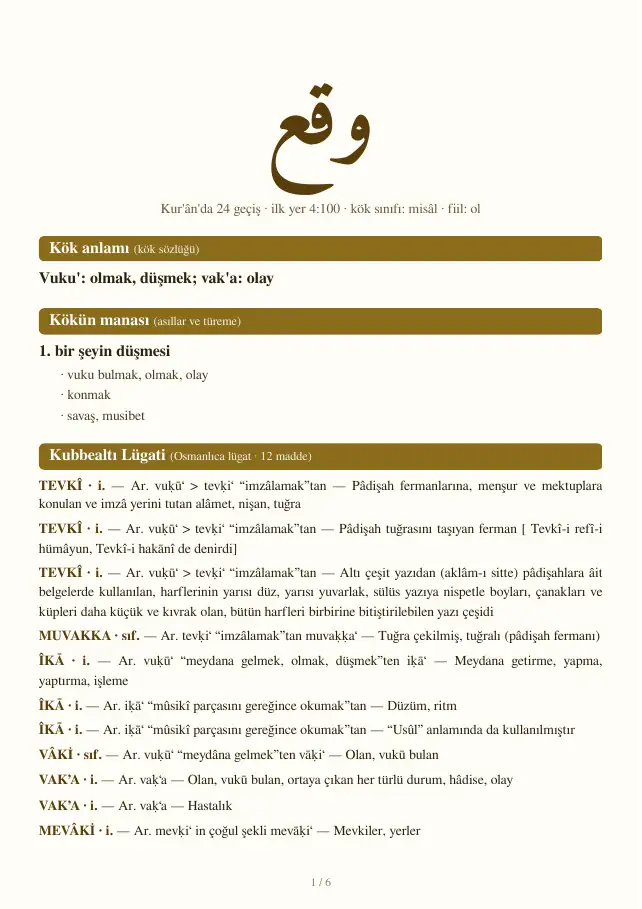 وقع
Kur'ân'da 24 geçiş · ilk yer 4:100 · kök sınıfı: misâl · fiil: ol
Kök anlamı (kök sözlüğü)
Vuku': olmak, düşmek; vak'a: olay
Kökün manası (asıllar ve türeme)
1. bir şeyin düşmesi
· vuku bulmak, olmak, olay
· konmak
· savaş, musibet
Kubbealtı Lügati (Osmanlıca lügat · 12 madde)
TEVKÎ · i. — Ar. vuḳū‘ > tevḳі‘ “imzâlamak”tan — Pâdişah fermanlarına, menşur ve mektuplara
konulan ve imzâ yerini tutan alâmet, nişan, tuğra
TEVKÎ · i. — Ar. vuḳū‘ > tevḳі‘ “imzâlamak”tan — Pâdişah tuğrasını taşıyan ferman [ Tevkî-i refî-i
hümâyun, Tevkî-i hakānî de denirdi]
TEVKÎ · i. — Ar. vuḳū‘ > tevḳі‘ “imzâlamak”tan — Altı çeşit yazıdan (aklâm-ı sitte) pâdişahlara âit
belgelerde kullanılan, harflerinin yarısı düz, yarısı yuvarlak, sülüs yazıya nispetle boyları, çanakları ve
küpleri daha küçük ve kıvrak olan, bütün harfleri birbirine bitiştirilebilen yazı çeşidi
MUVAKKA · sıf. — Ar. tevḳi‘ “imzâlamak”tan muvaḳḳa‘ — Tuğra çekilmiş, tuğralı (pâdişah fermanı)
ÎKĀ · i. — Ar. vuḳū‘ “meydana gelmek, olmak, düşmek”ten iḳā‘ — Meydana getirme, yapma,
yaptırma, işleme
ÎKĀ · i. — Ar. iḳā‘ “mûsikî parçasını gereğince okumak”tan — Düzüm, ritm
ÎKĀ · i. — Ar. iḳā‘ “mûsikî parçasını gereğince okumak”tan — “Usûl” anlamında da kullanılmıştır
VÂKİ · sıf. — Ar. vuḳū‘ “meydâna gelmek”ten vāḳi‘ — Olan, vukū bulan
VAK’A · i. — Ar. vaḳ‘a — Olan, vukū bulan, ortaya çıkan her türlü durum, hâdise, olay
VAK’A · i. — Ar. vaḳ‘a — Hastalık
MEVÂKİ · i. — Ar. mevḳi‘ in çoğul şekli mevāḳi‘ — Mevkiler, yerler
1 / 6